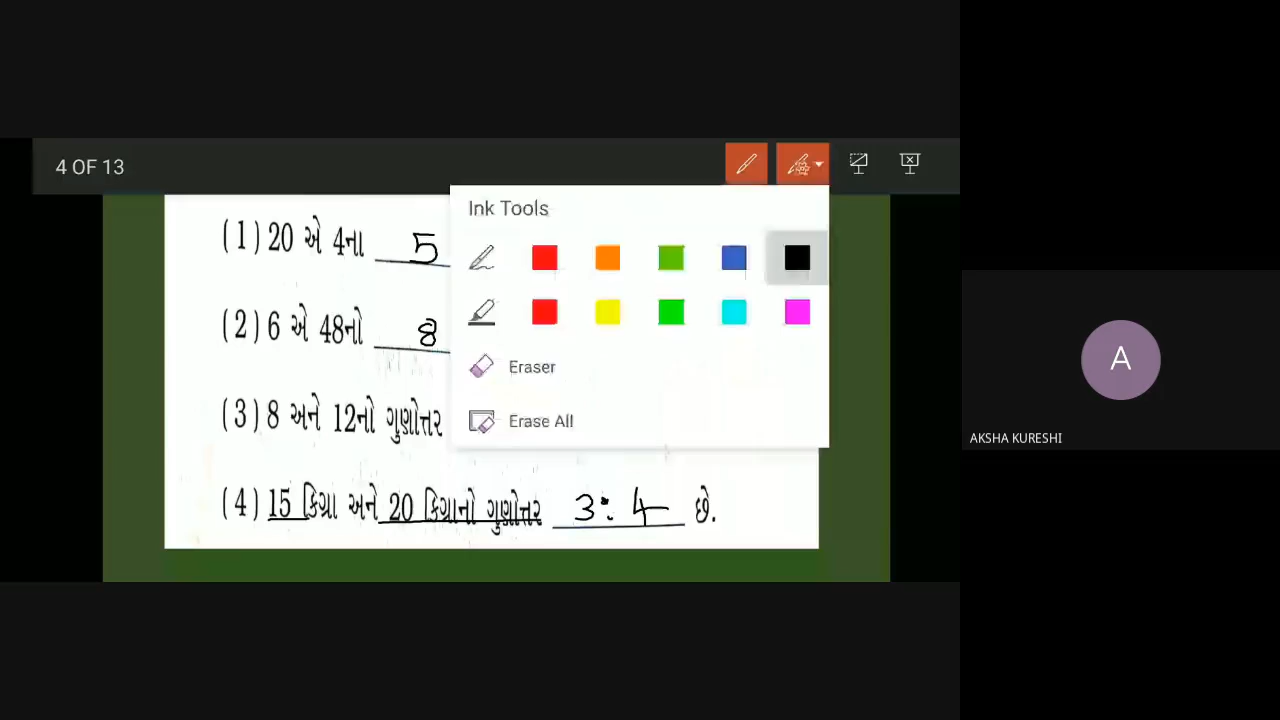 4 OF 13
Ink Tools
Eraser
Erase All
(1) 20 એ 4ના 5
(2) 6 એ 48નો 8
(3) 8 અને 12નો ગુણોત્તર
(4) 15 કિગ્રા અને 20 કિગ્રાનો ગુણોત્તર 3:4 છે.
A
AKSHA KURESHI